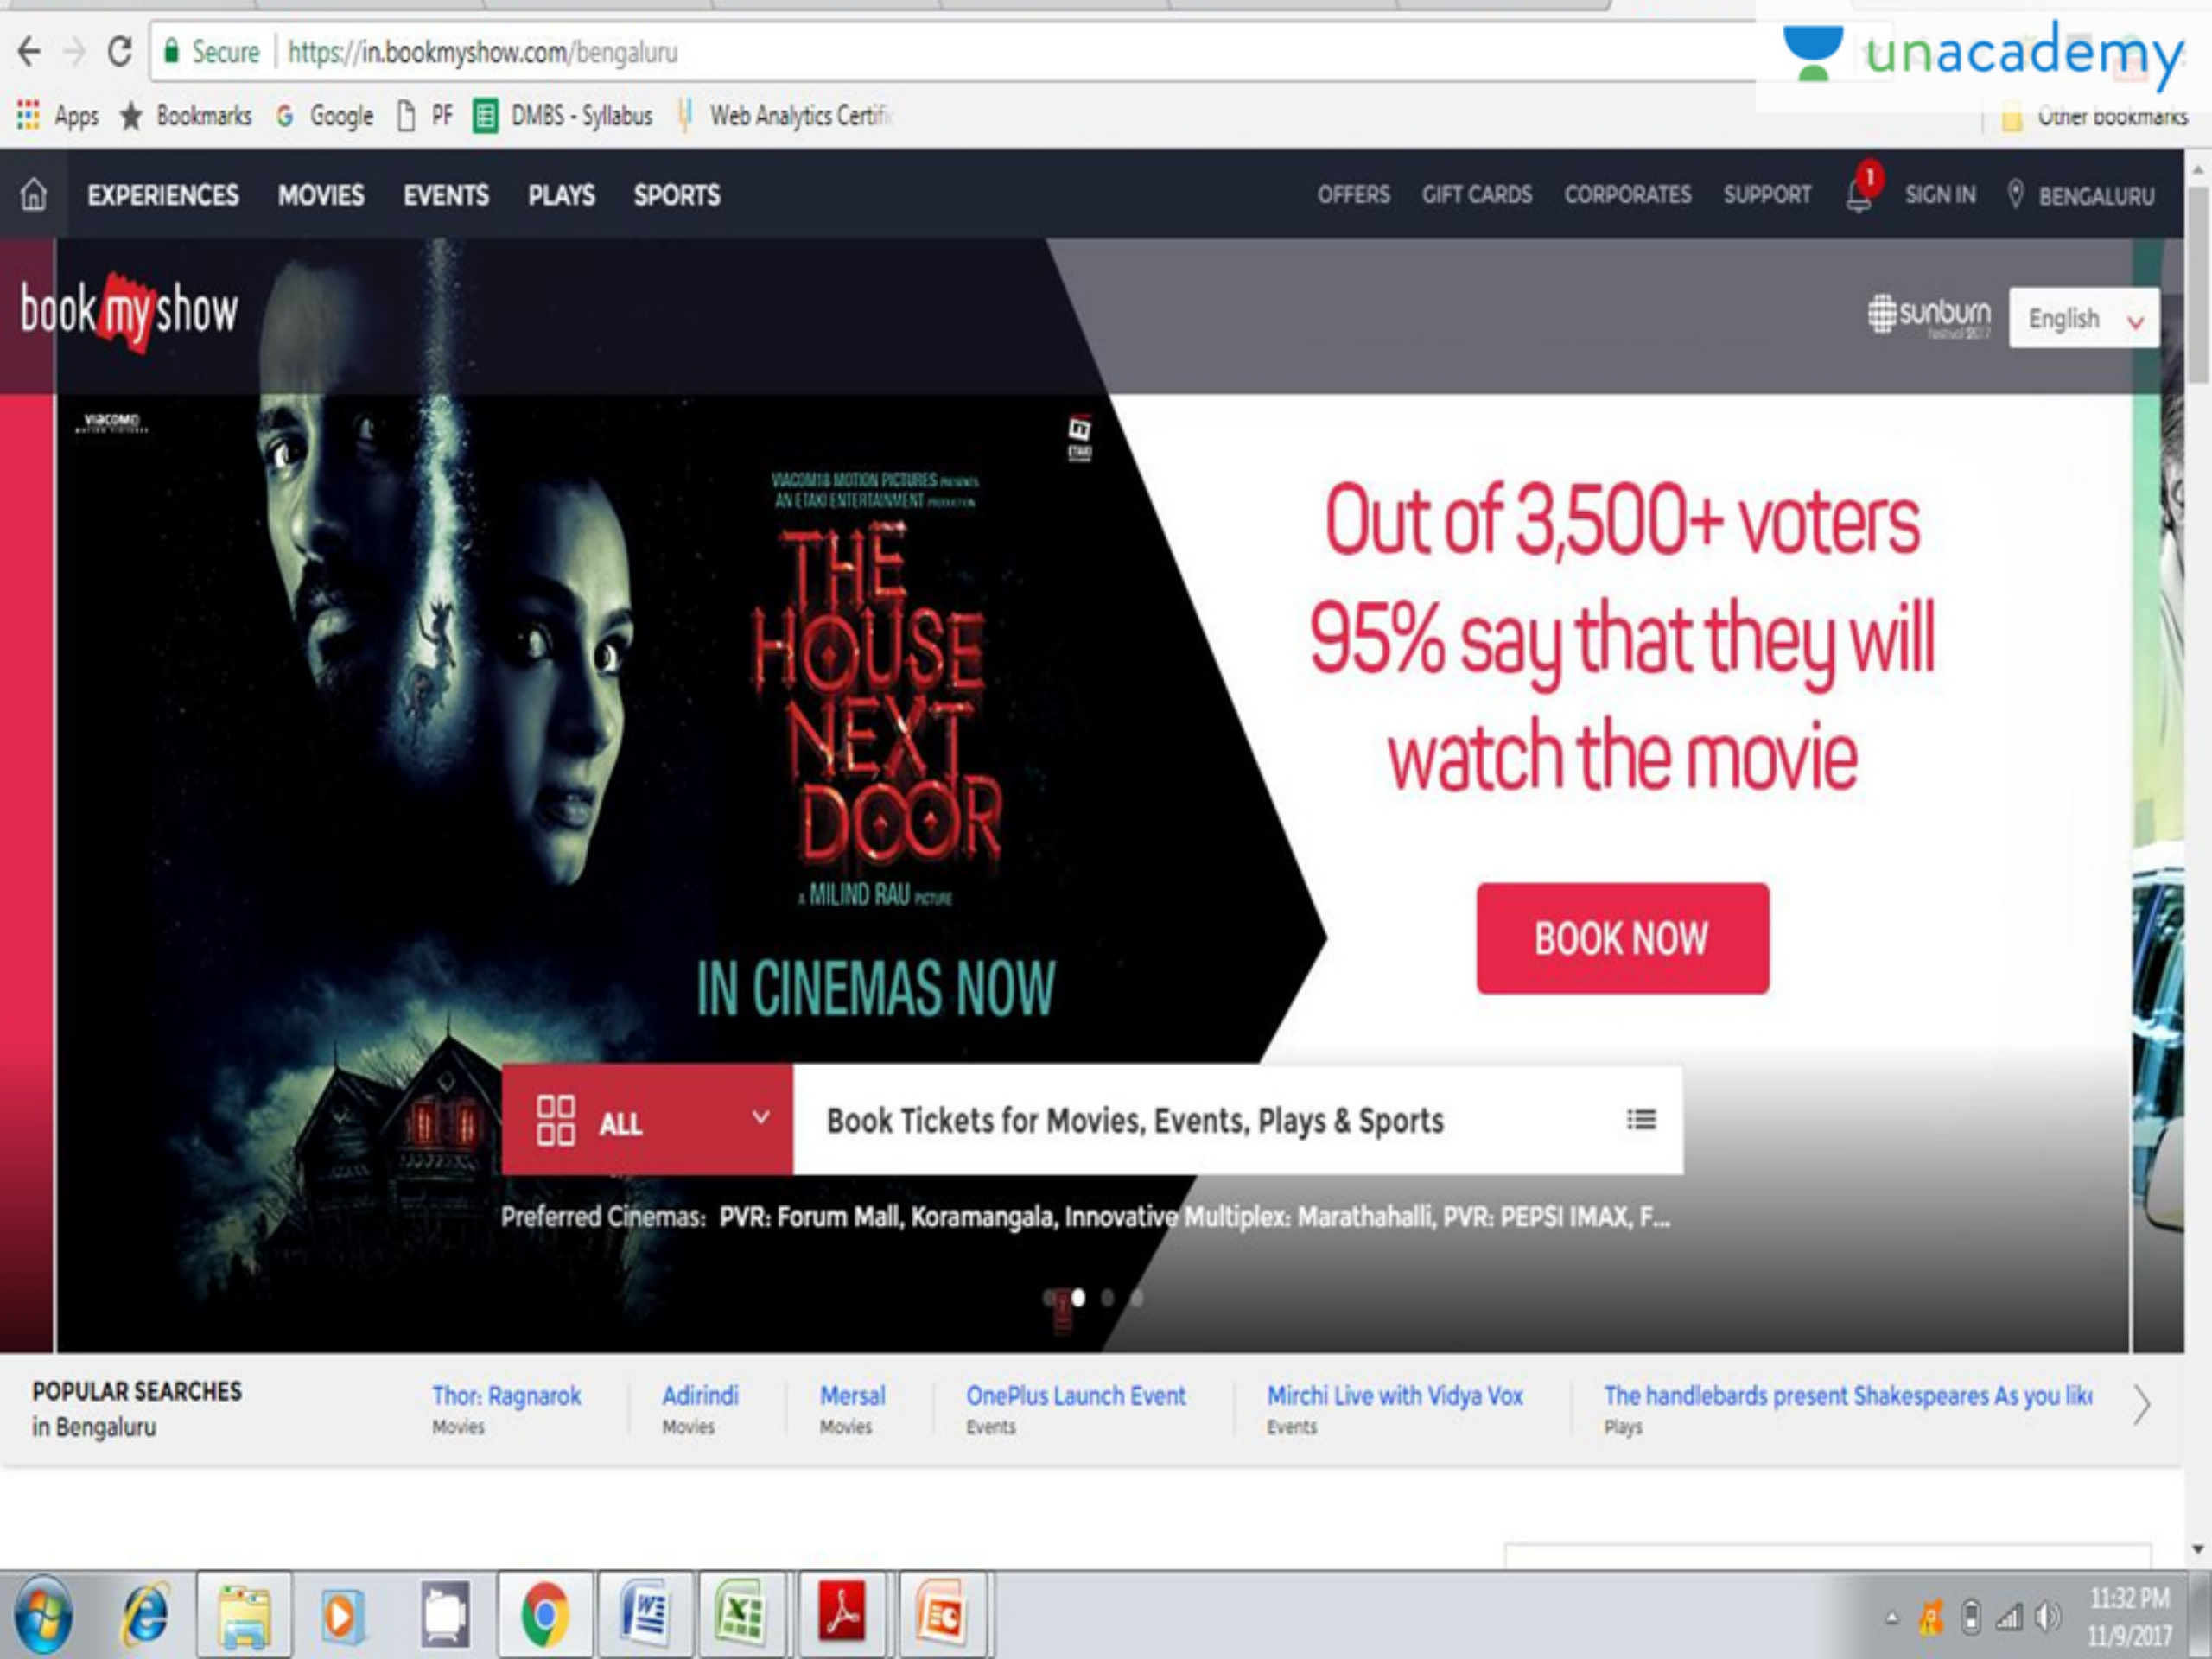 Secure
https://in.bookmyshow.com/bengaluru
unacademy
Apps
Bookmarks
Google
PF
DMBS - Syllabus
Web Analytics Certifi
Other bookmarks
EXPERIENCES
MOVIES
EVENTS
PLAYS
SPORTS
OFFERS
GIFT CARDS
CORPORATES
SUPPORT
1
SIGN IN
BENGALURU
bookmyshow
sunburn
festival 2017
English
VIACOM18 MOTION PICTURES PRESENTS
AN ETAKI ENTERTAINMENT PRODUCTION
THE
HOUSE
NEXT
DOOR
A MILIND RAU PICTURE
IN CINEMAS NOW
Out of 3,500+ voters
95% say that they will
watch the movie
BOOK NOW
ALL
Book Tickets for Movies, Events, Plays & Sports
Preferred Cinemas: PVR: Forum Mall, Koramangala, Innovative Multiplex: Marathahalli, PVR: PEPSI IMAX, F...
POPULAR SEARCHES
in Bengaluru
Thor: Ragnarok
Movies
Adirindi
Movies
Mersal
Movies
OnePlus Launch Event
Events
Mirchi Live with Vidya Vox
Events
The handlebards present Shakespeares As you like
Plays
11:32 PM
11/9/2017